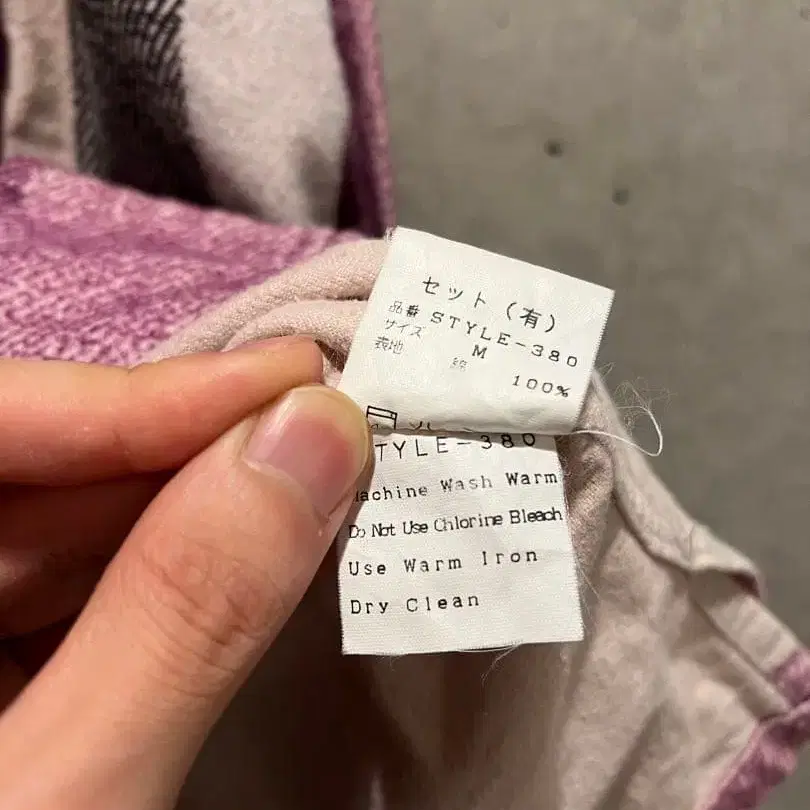 セット（有）
品番 STYLE-380
サイズ M
表地 綿 100%
STYLE-380
Machine Wash Warm
Do Not Use Chlorine Bleach
Use Warm Iron
Dry Clean